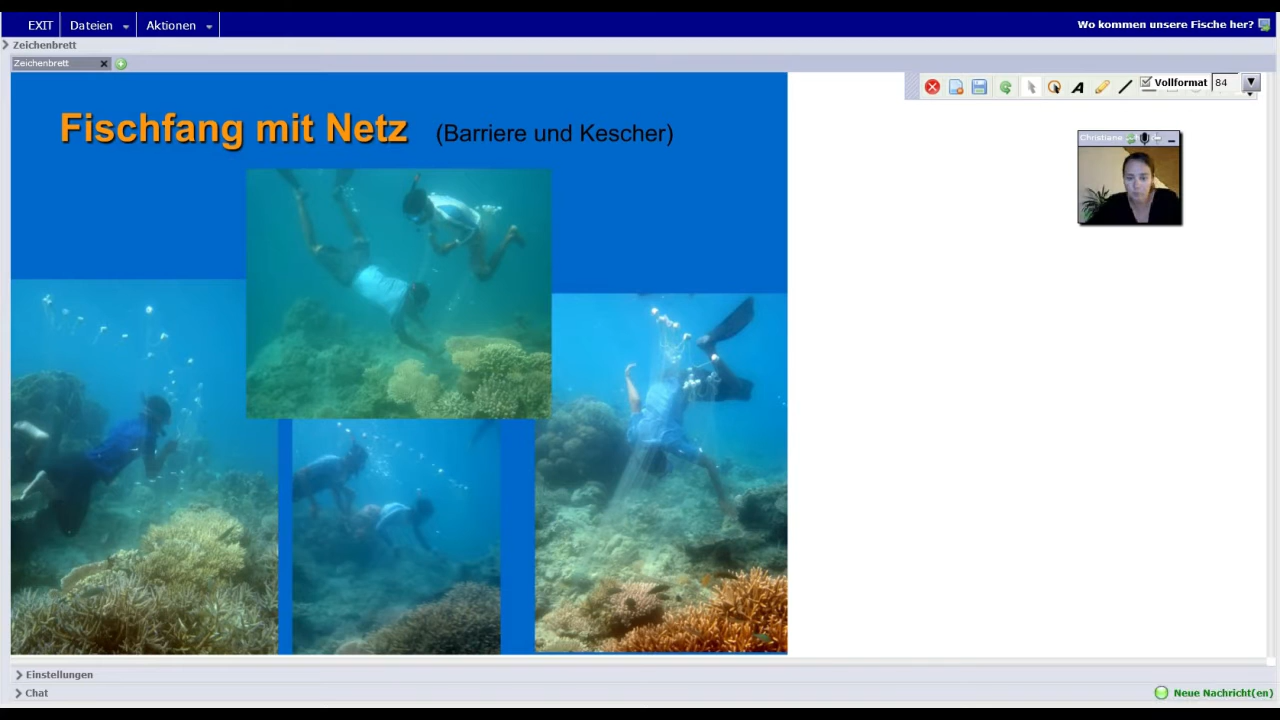 EXIT Dateien Aktionen Wo kommen unsere Fische her?
Zeichenbrett
Zeichenbrett
Vollformat 84
Fischfang mit Netz (Barriere und Kescher)
Christiane
Einstellungen
Chat Neue Nachricht(en)